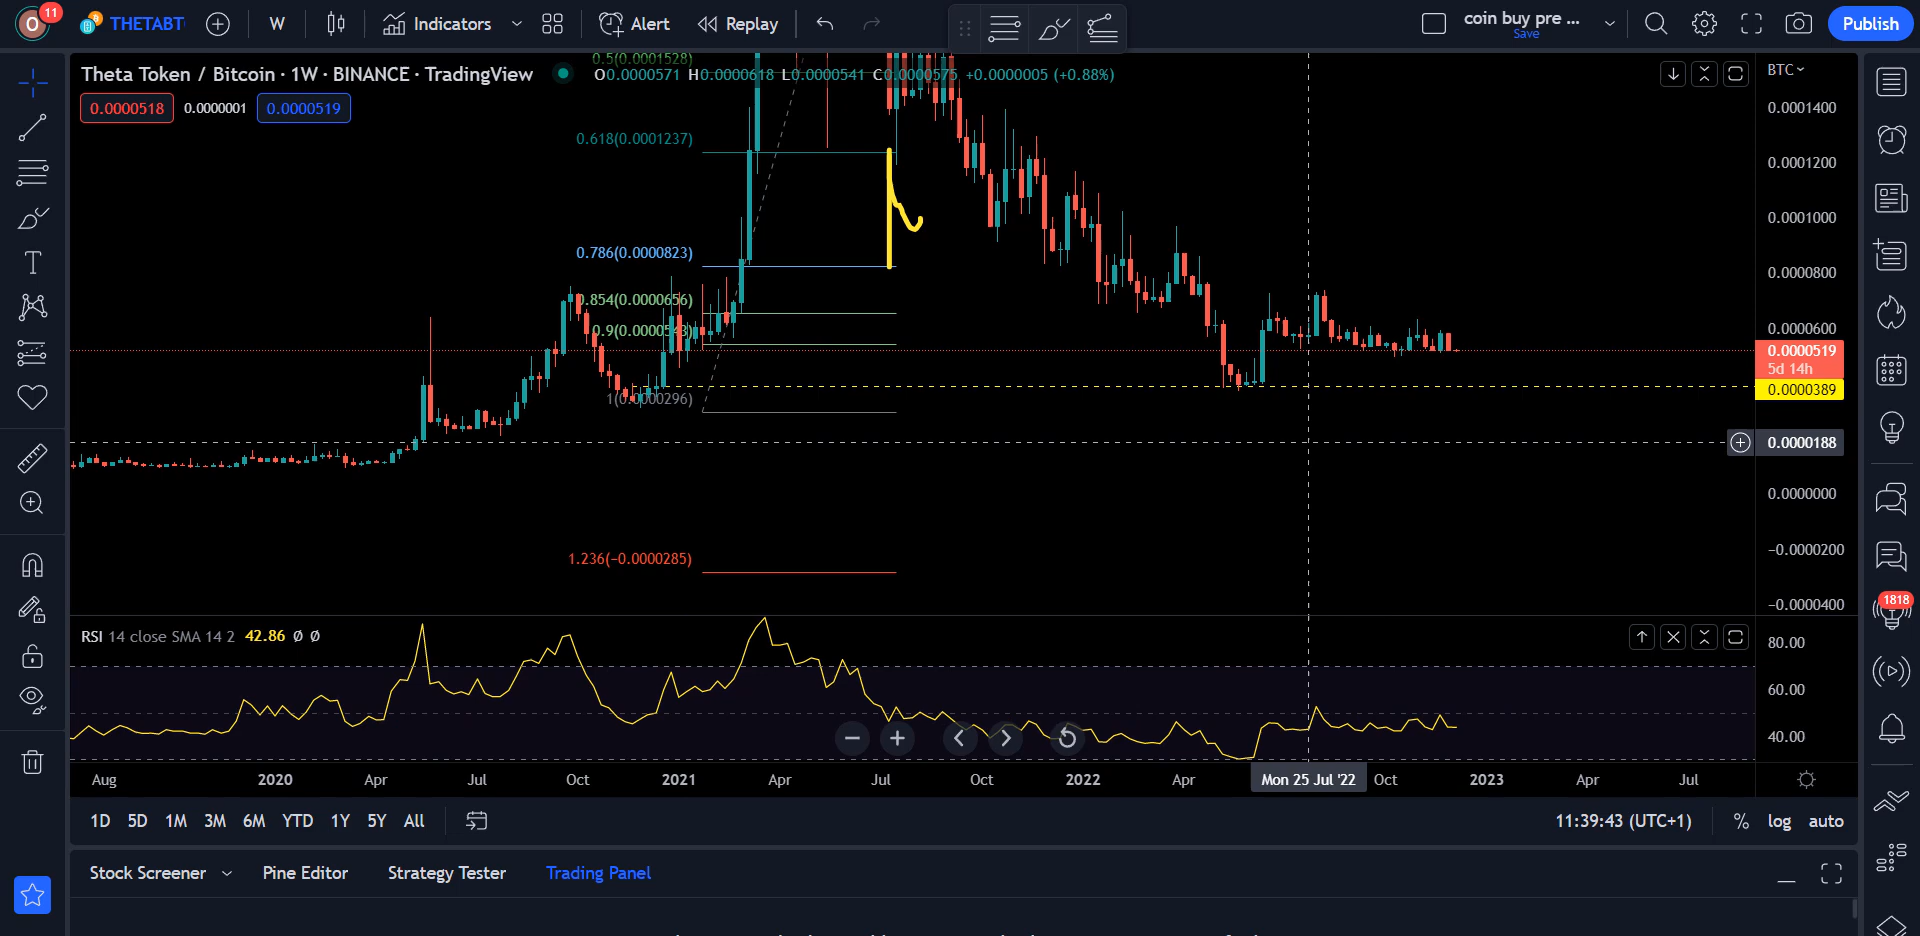 O 11 THETABT W Indicators Alert Replay coin buy pre ... Save Publish
0.5(0.0001528)
Theta Token / Bitcoin · 1W · BINANCE · TradingView O0.0000571 H0.0000618 L0.0000541 C0.0000575 +0.0000005 (+0.88%) BTC
0.0000518 0.0000001 0.0000519 0.0001400
0.618(0.0001237)
0.0001200
0.0001000
0.786(0.0000823)
0.0000800
0.854(0.0000656)
0.9(0.0000543) 0.0000600
0.0000519
5d 14h
0.0000389
1(0.0000296)
0.0000188
0.0000000
1.236(−0.0000285) −0.0000200
−0.0000400
1818
RSI 14 close SMA 14 2 42.86 Ø Ø 80.00
60.00
40.00
Aug 2020 Apr Jul Oct 2021 Apr Jul Oct 2022 Apr Mon 25 Jul '22 Oct 2023 Apr Jul
1D 5D 1M 3M 6M YTD 1Y 5Y All 11:39:43 (UTC+1) % log auto
Stock Screener Pine Editor Strategy Tester Trading Panel